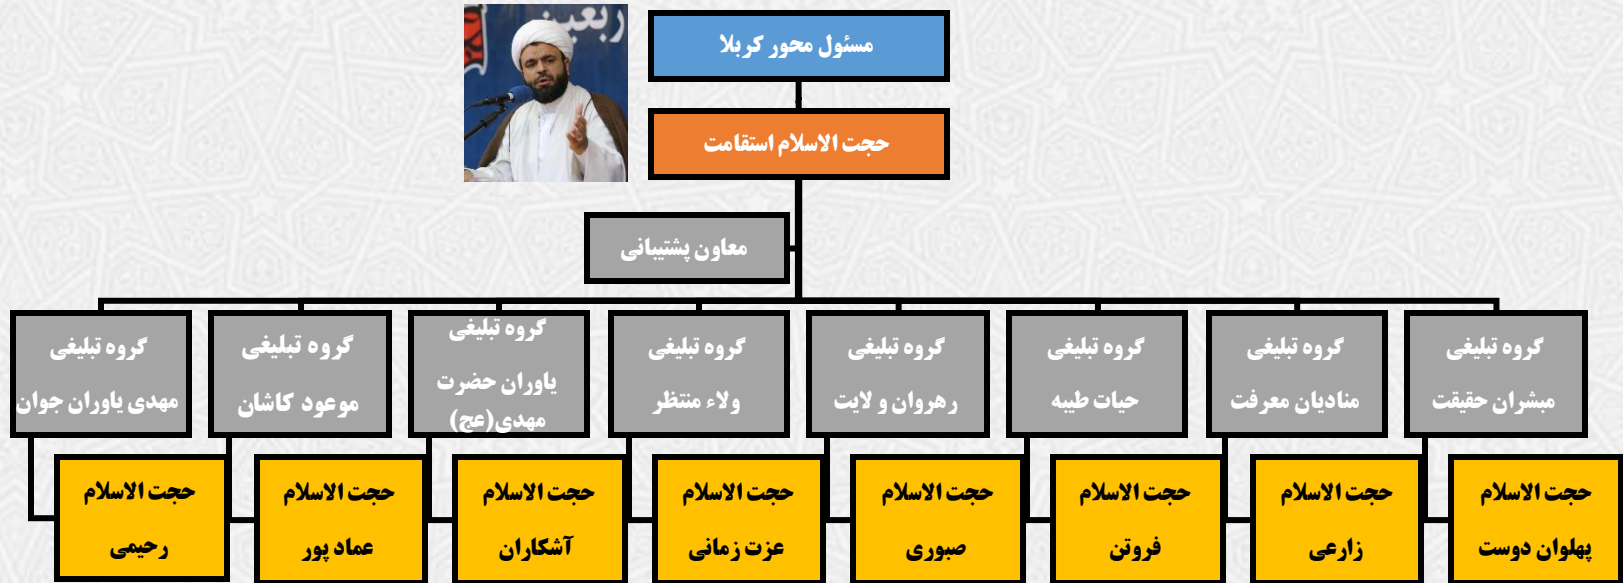 ربعین
مسئول محور کربلا
حجت الاسلام استقامت
معاون پشتیبانی
گروه تبلیغی
مبشران حقیقت
گروه تبلیغی
منادیان معرفت
گروه تبلیغی
حیات طیبه
گروه تبلیغی
رهروان و لایت
گروه تبلیغی
ولاء منتظر
گروه تبلیغی
یاوران حضرت
مهدی(عج)
گروه تبلیغی
موعود کاشان
گروه تبلیغی
مهدی یاوران جوان
حجت الاسلام
پهلوان دوست
حجت الاسلام
زارعی
حجت الاسلام
فروتن
حجت الاسلام
صبوری
حجت الاسلام
عزت زمانی
حجت الاسلام
آشکاران
حجت الاسلام
عماد پور
حجت الاسلام
رحیمی